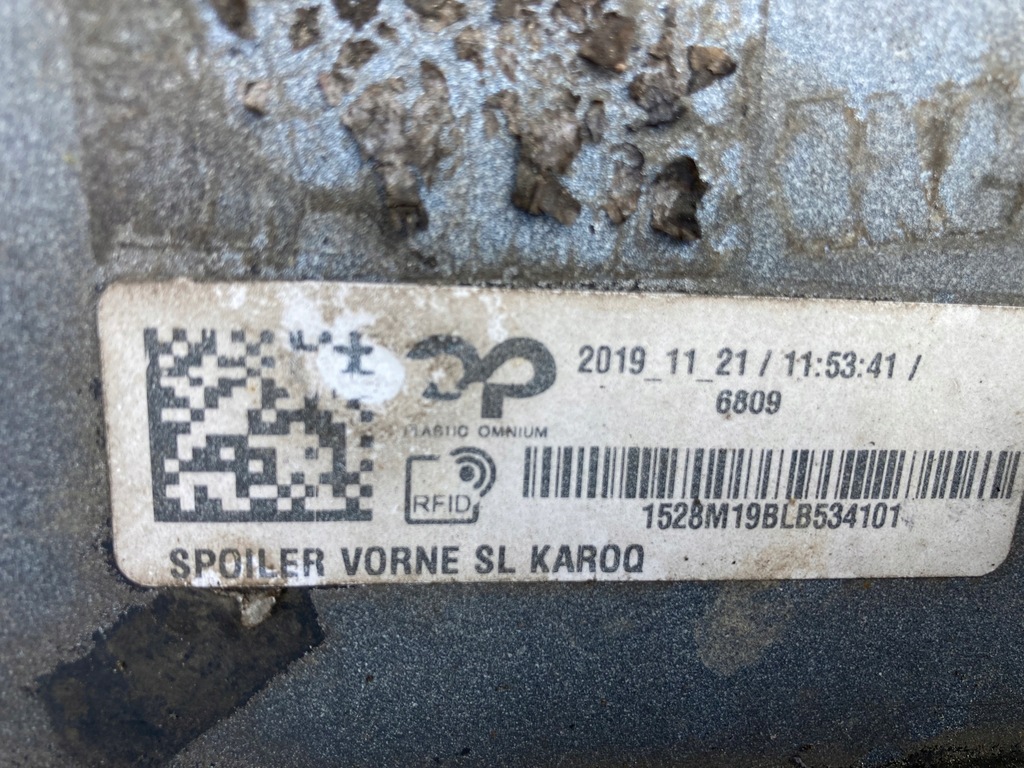 2019_11_21 / 11:53:41 /
6809
PLASTIC OMNIUM
RFID
1528M19BLB534101
SPOILER VORNE SL KAROQ